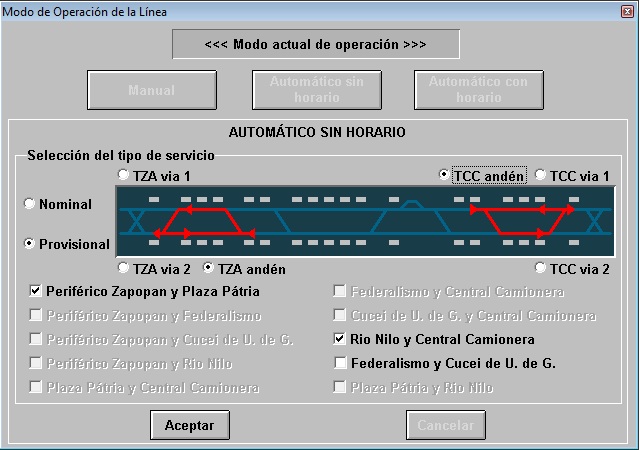 Modo de Operación de la Línea
<<< Modo actual de operación >>>
Manual
Automático sin
horario
Automático con
horario
AUTOMÁTICO SIN HORARIO
Selección del tipo de servicio
TZA via 1
TCC andén
TCC via 1
Nominal
Provisional
TZA via 2
TZA andén
TCC via 2
Periférico Zapopan y Plaza Pátria
Federalismo y Central Camionera
Periférico Zapopan y Federalismo
Cucei de U. de G. y Central Camionera
Periférico Zapopan y Cucei de U. de G.
Rio Nilo y Central Camionera
Periférico Zapopan y Rio Nilo
Federalismo y Cucei de U. de G.
Plaza Pátria y Central Camionera
Plaza Pátria y Rio Nilo
Aceptar
Cancelar